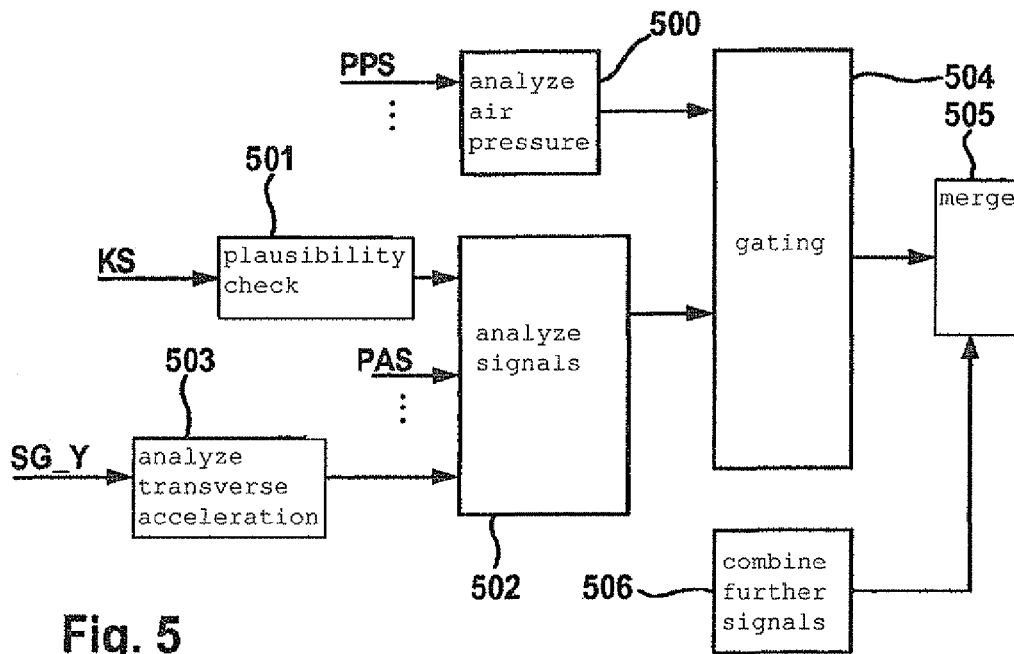 500
PPS
analyze
air
pressure
504
505
merge
501
KS
plausibility
check
gating
analyze
signals
PAS
503
SG_Y
analyze
transverse
acceleration
502
506
combine
further
signals
Fig. 5